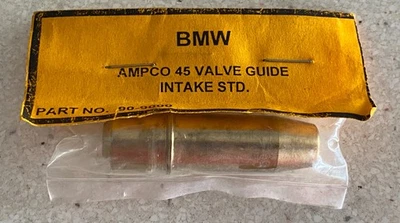 BMW
AMPCO 45 VALVE GUIDE
INTAKE STD.
PART NO.